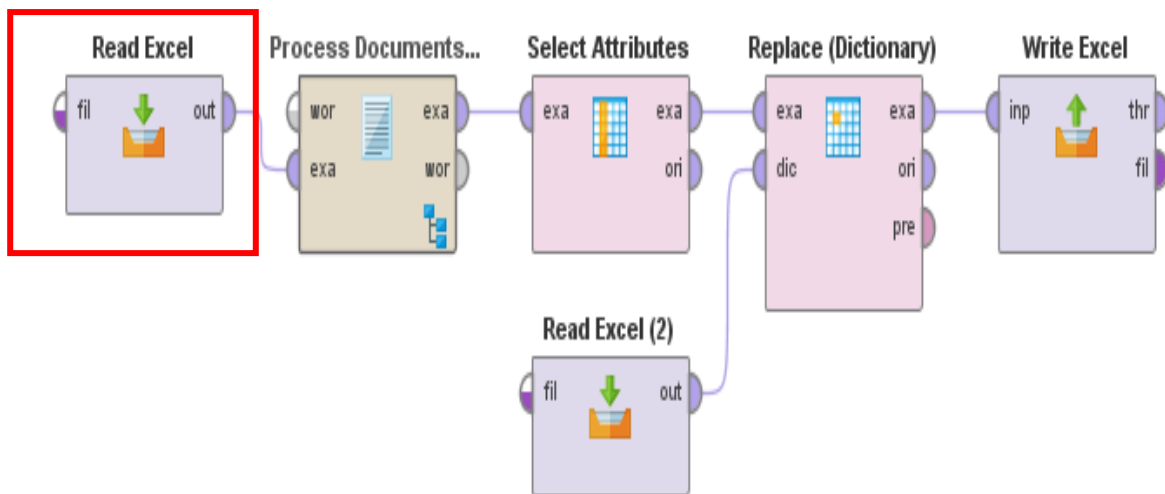 Read Excel
Process Documents...
Select Attributes
Replace (Dictionary)
Write Excel
fil
out
wor
exa
exa
wor
exa
exa
ori
exa
exa
dic
ori
pre
inp
thr
fil
Read Excel (2)
fil
out